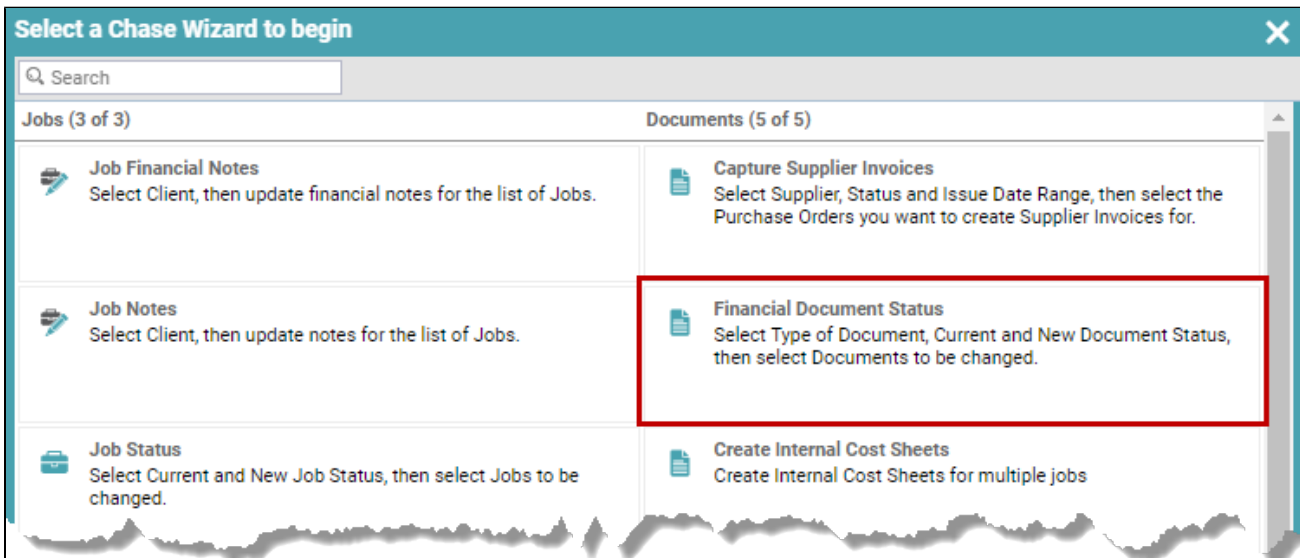 Select a Chase Wizard to begin
Search
Jobs (3 of 3)
Documents (5 of 5)
Job Financial Notes
Select Client, then update financial notes for the list of Jobs.
Capture Supplier Invoices
Select Supplier, Status and Issue Date Range, then select the
Purchase Orders you want to create Supplier Invoices for.
Job Notes
Select Client, then update notes for the list of Jobs.
Financial Document Status
Select Type of Document, Current and New Document Status,
then select Documents to be changed.
Job Status
Select Current and New Job Status, then select Jobs to be
changed.
Create Internal Cost Sheets
Create Internal Cost Sheets for multiple jobs